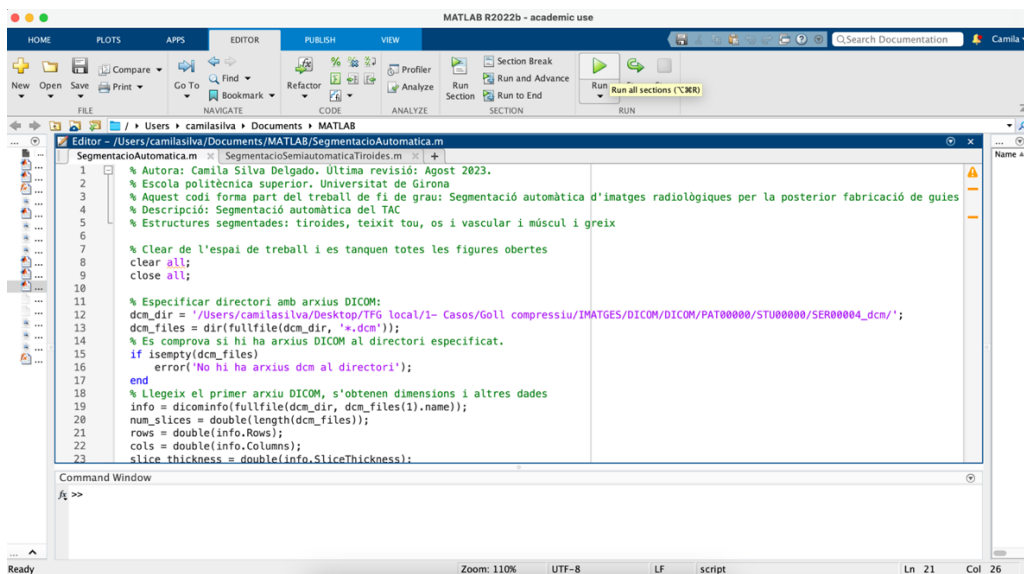 MATLAB R2022b - academic use
HOME PLOTS APPS EDITOR PUBLISH VIEW Search Documentation Camila
New Open Save Compare Print Go To Find Bookmark Refactor Profiler Analyze Run Section Section Break Run and Advance Run to End Run Run all sections (⌥⌘R)
FILE NAVIGATE CODE ANALYZE SECTION RUN
/ Users camilasilva Documents MATLAB
Editor - /Users/camilasilva/Documents/MATLAB/SegmentacioAutomatica.m
Name
SegmentacioAutomatica.m × SegmentacioSemiautomaticaTiroides.m × +
1 % Autora: Camila Silva Delgado. Última revisió: Agost 2023.
2 % Escola politècnica superior. Universitat de Girona
3 % Aquest codi forma part del treball de fi de grau: Segmentació automàtica d'imatges radiològiques per la posterior fabricació de guies
4 % Descripció: Segmentació automàtica del TAC
5 % Estructures segmentades: tiroides, teixit tou, os i vascular i múscul i greix
6
7 % Clear de l'espai de treball i es tanquen totes les figures obertes
8 clear all;
9 close all;
10
11 % Especificar directori amb arxius DICOM:
12 dcm_dir = '/Users/camilasilva/Desktop/TFG local/1- Casos/Goll compressiu/IMATGES/DICOM/DICOM/PAT00000/STU00000/SER00004_dcm/';
13 dcm_files = dir(fullfile(dcm_dir, '*.dcm'));
14 % Es comprova si hi ha arxius DICOM al directori especificat.
15 if isempty(dcm_files)
16 error('No hi ha arxius dcm al directori');
17 end
18 % Llegeix el primer arxiu DICOM, s'obtenen dimensions i altres dades
19 info = dicominfo(fullfile(dcm_dir, dcm_files(1).name));
20 num_slices = double(length(dcm_files));
21 rows = double(info.Rows);
22 cols = double(info.Columns);
23 slice_thickness = double(info.SliceThickness);
Command Window
fx >>
Ready Zoom: 110% UTF-8 LF script Ln 21 Col 26